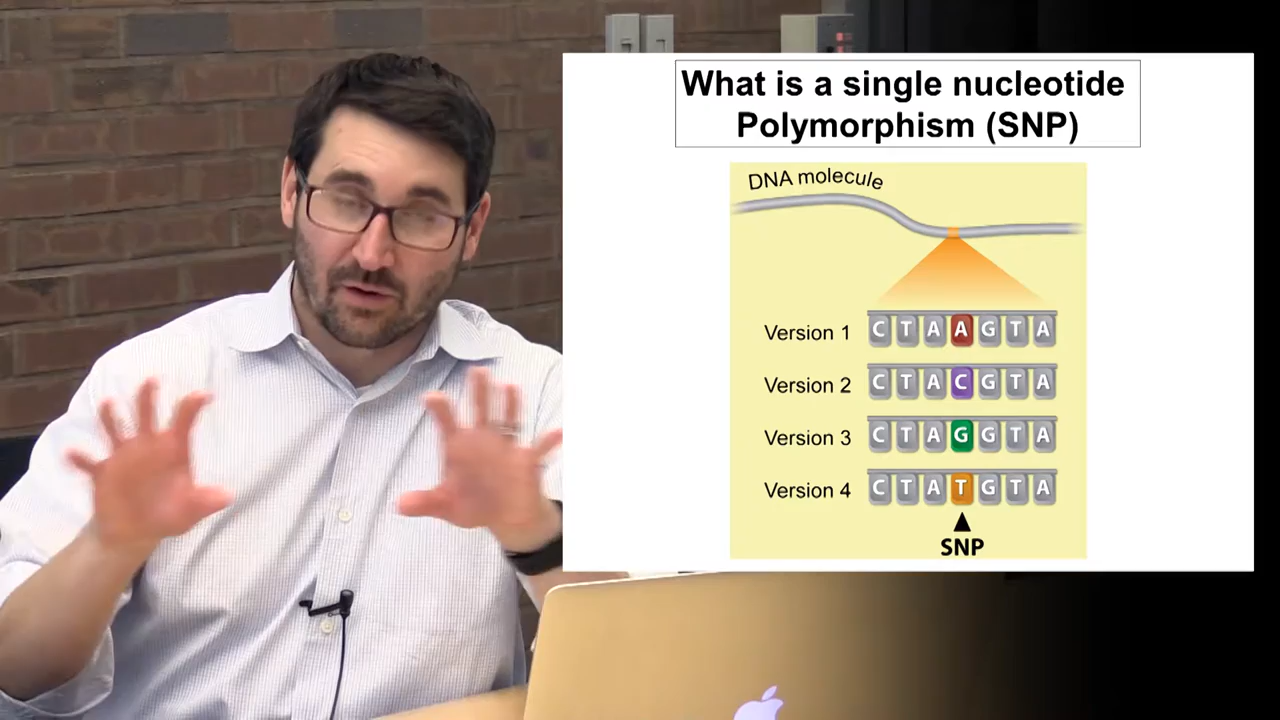 What is a single nucleotide
Polymorphism (SNP)
DNA molecule
Version 1 C T A A G T A
Version 2 C T A C G T A
Version 3 C T A G G T A
Version 4 C T A T G T A
SNP